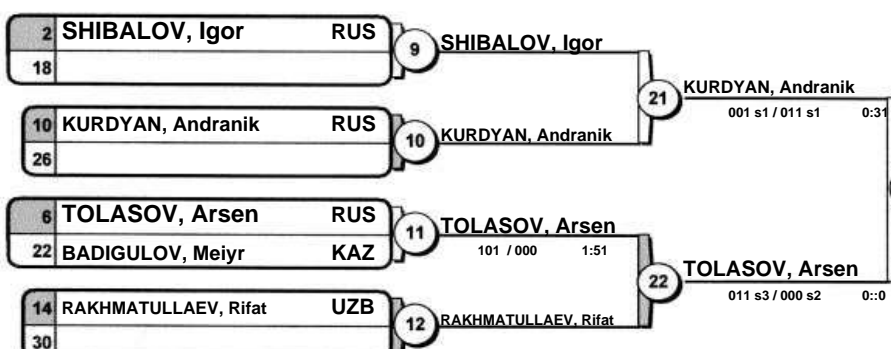 2 SHIBALOV, Igor RUS
18
9
SHIBALOV, Igor
10 KURDYAN, Andranik RUS
26
10
KURDYAN, Andranik
21
KURDYAN, Andranik
001 s1 / 011 s1 0:31
6 TOLASOV, Arsen RUS
22 BADIGULOV, Meiyr KAZ
11
TOLASOV, Arsen
101 / 000 1:51
14 RAKHMATULLAEV, Rifat UZB
30
12
RAKHMATULLAEV, Rifat
22
TOLASOV, Arsen
011 s3 / 000 s2 0::0